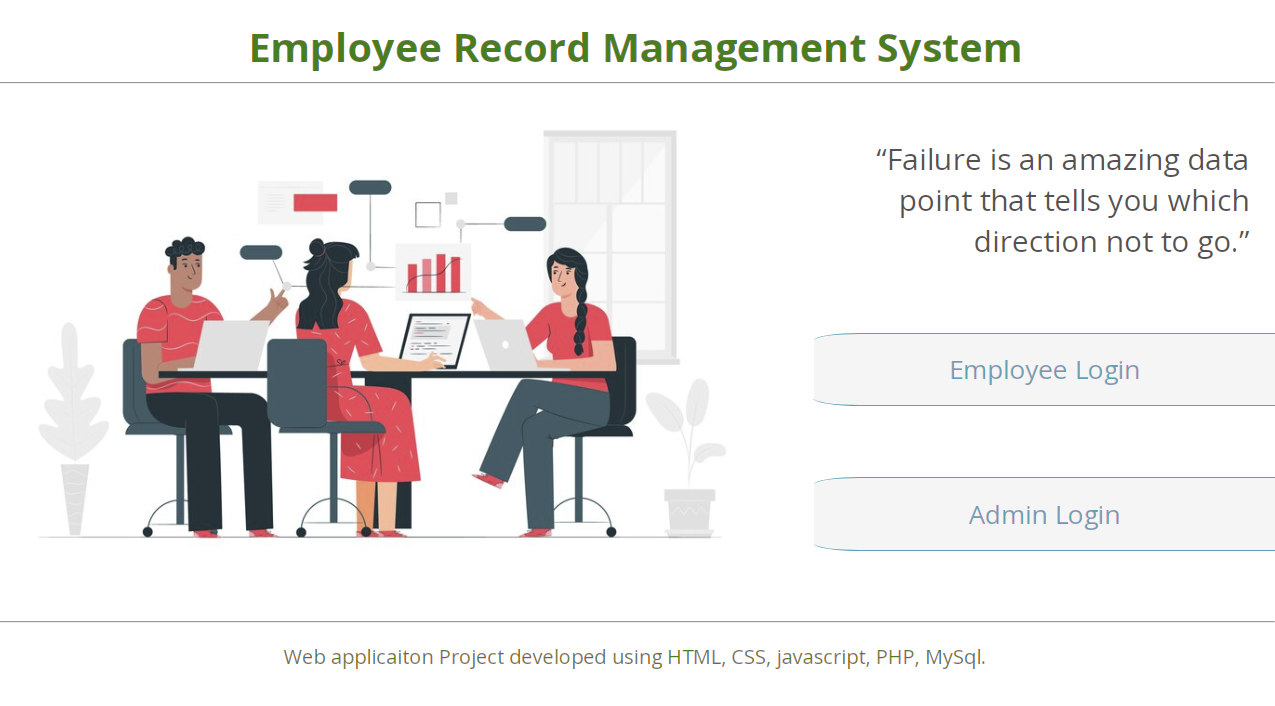 Employee Record Management System
“Failure is an amazing data
point that tells you which
direction not to go.”
Employee Login
Admin Login
Web applicaiton Project developed using HTML, CSS, javascript, PHP, MySql.